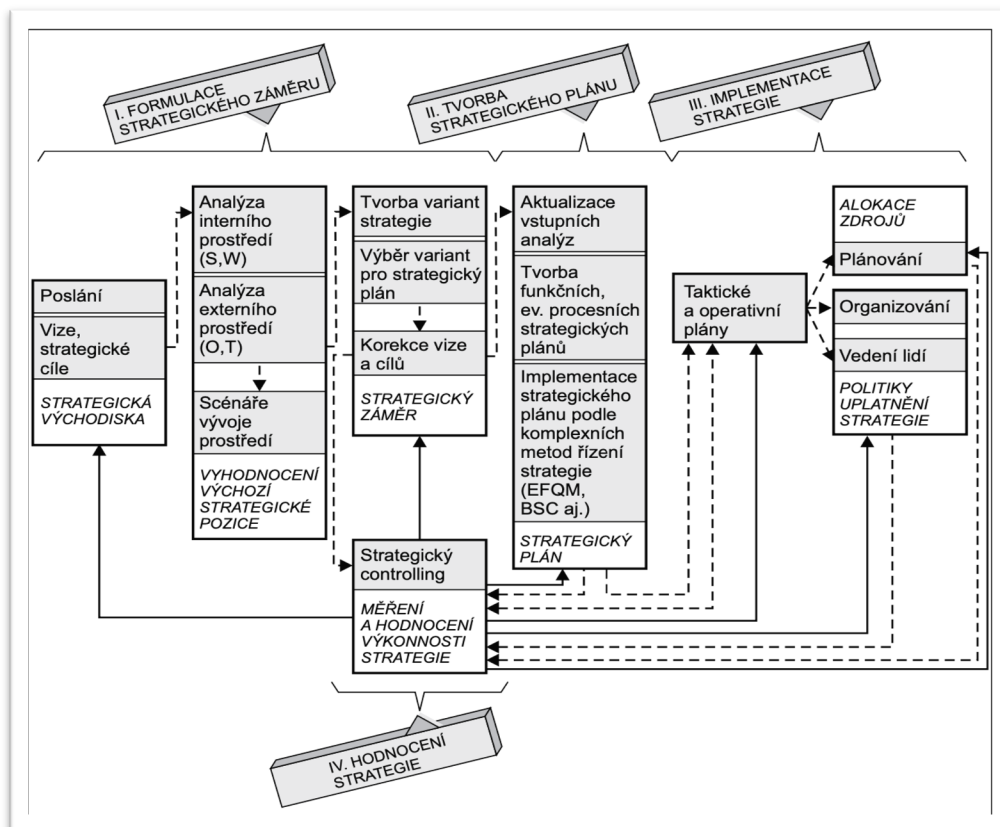 I. FORMULACE
STRATEGICKÉHO ZÁMĚRU
II. TVORBA
STRATEGICKÉHO PLÁNU
III. IMPLEMENTACE
STRATEGIE
Poslání
Vize,
strategické
cíle
STRATEGICKÁ
VÝCHODISKA
Analýza
interního
prostředí
(S,W)
Analýza
externího
prostředí
(O,T)
Scénáře
vývoje
prostředí
VYHODNOCENÍ
VÝCHOZÍ
STRATEGICKÉ
POZICE
Tvorba variant
strategie
Výběr variant
pro strategický
plán
Korekce vize
a cílů
STRATEGICKÝ
ZÁMĚR
Strategický
controlling
MĚŘENÍ
A HODNOCENÍ
VÝKONNOSTI
STRATEGIE
Aktualizace
vstupních
analýz
Tvorba
funkčních,
ev. procesních
strategických
plánů
Implementace
strategického
plánu podle
komplexních
metod řízení
strategie
(EFQM,
BSC aj.)
STRATEGICKÝ
PLÁN
Taktické
a operativní
plány
ALOKACE
ZDROJŮ
Plánování
Organizování
Vedení lidí
POLITIKY
UPLATNĚNÍ
STRATEGIE
IV. HODNOCENÍ
STRATEGIE